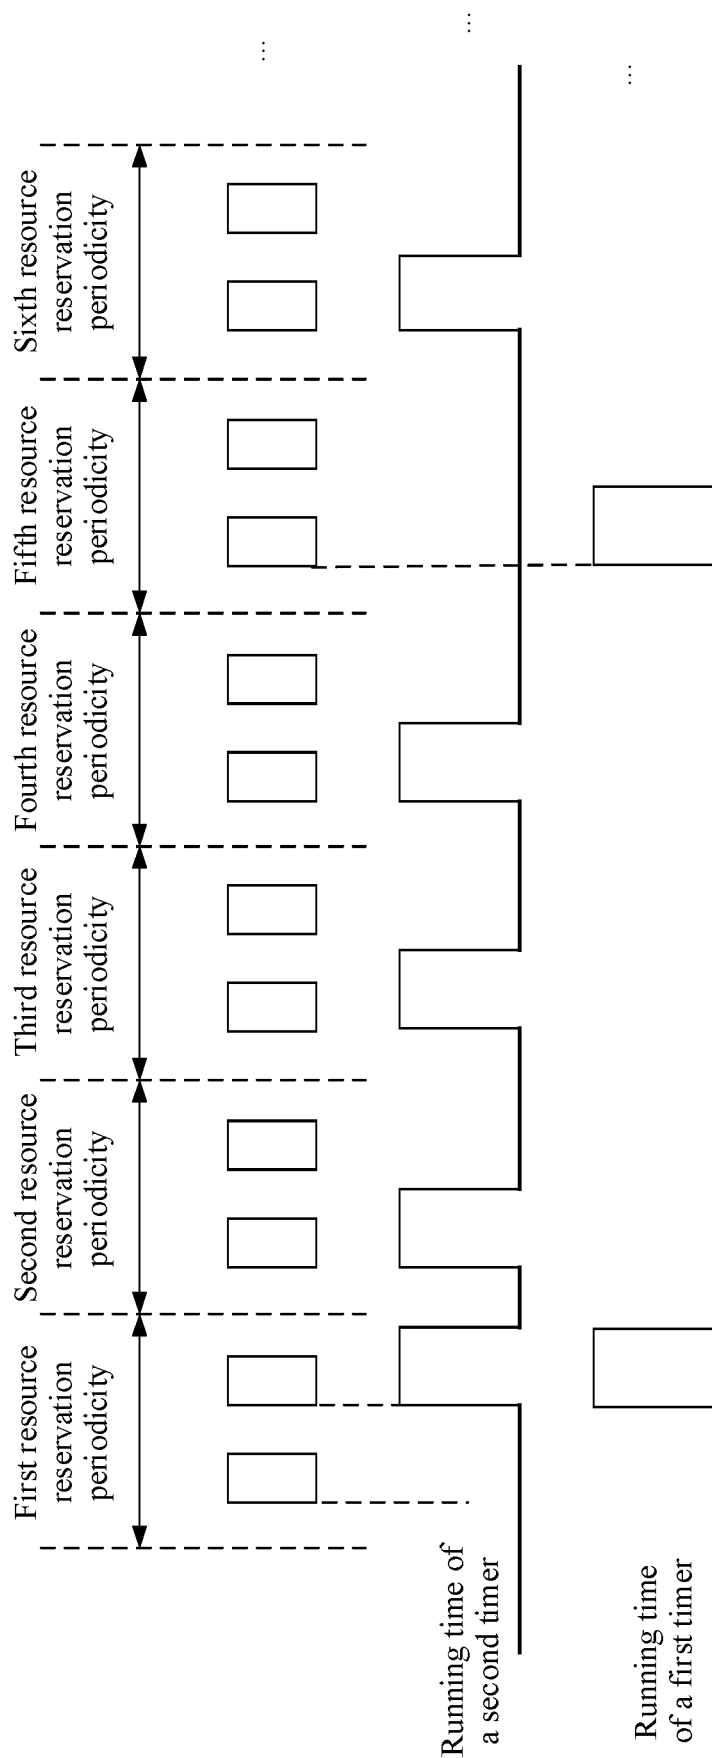 First resource
reservation
periodicity
Second resource
reservation
periodicity
Third resource
reservation
periodicity
Fourth resource
reservation
periodicity
Fifth resource
reservation
periodicity
Sixth resource
reservation
periodicity
...
Running time of
a second timer
...
Running time
of a first timer
...